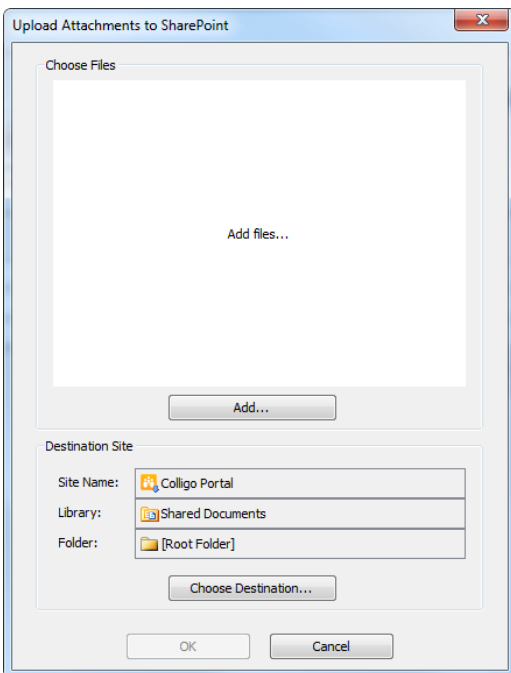 Upload Attachments to SharePoint
Choose Files
Add files...
Add...
Destination Site
Site Name: Colligo Portal
Library: Shared Documents
Folder: [Root Folder]
Choose Destination...
OK Cancel